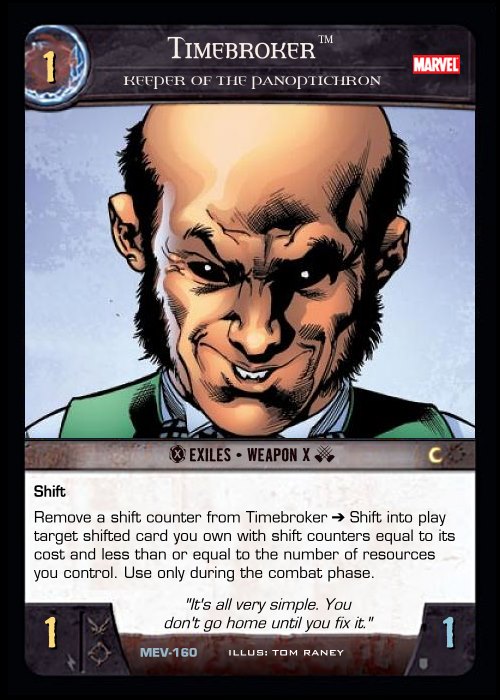 1
Timebroker™
KEEPER OF THE PANOPTICHRON
MARVEL
EXILES • WEAPON X
C
Shift
Remove a shift counter from Timebroker ➔ Shift into play
target shifted card you own with shift counters equal to its
cost and less than or equal to the number of resources
you control. Use only during the combat phase.
"It's all very simple. You
don't go home until you fix it."
1
MEV-160 ILLUS: TOM RANEY
1